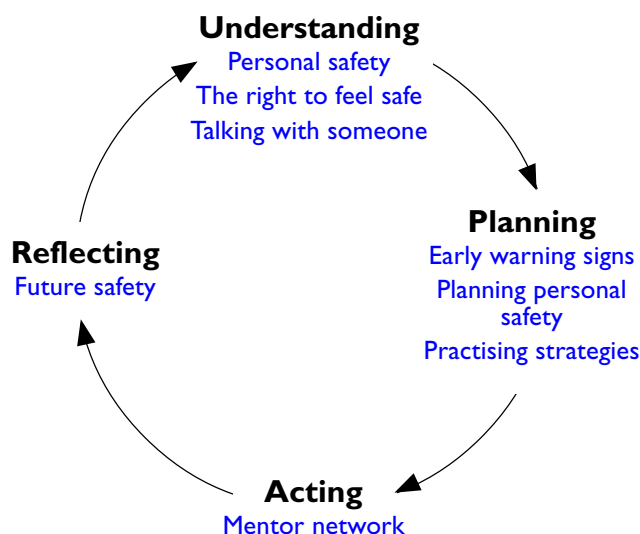 Understanding
Personal safety
The right to feel safe
Talking with someone
Planning
Early warning signs
Planning personal
safety
Practising strategies
Acting
Mentor network
Reflecting
Future safety